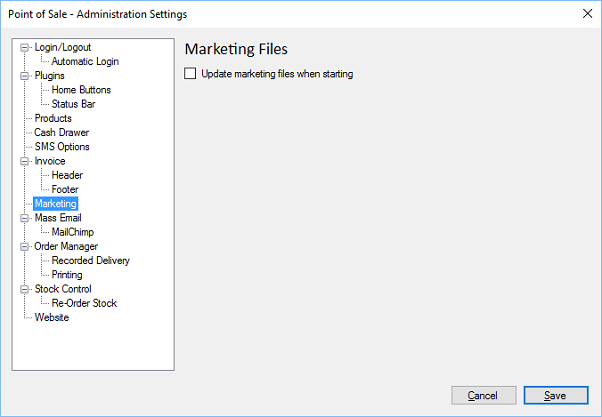 Point of Sale - Administration Settings
Login/Logout
Automatic Login
Plugins
Home Buttons
Status Bar
Products
Cash Drawer
SMS Options
Invoice
Header
Footer
Marketing
Mass Email
MailChimp
Order Manager
Recorded Delivery
Printing
Stock Control
Re-Order Stock
Website
Marketing Files
Update marketing files when starting
Cancel
Save